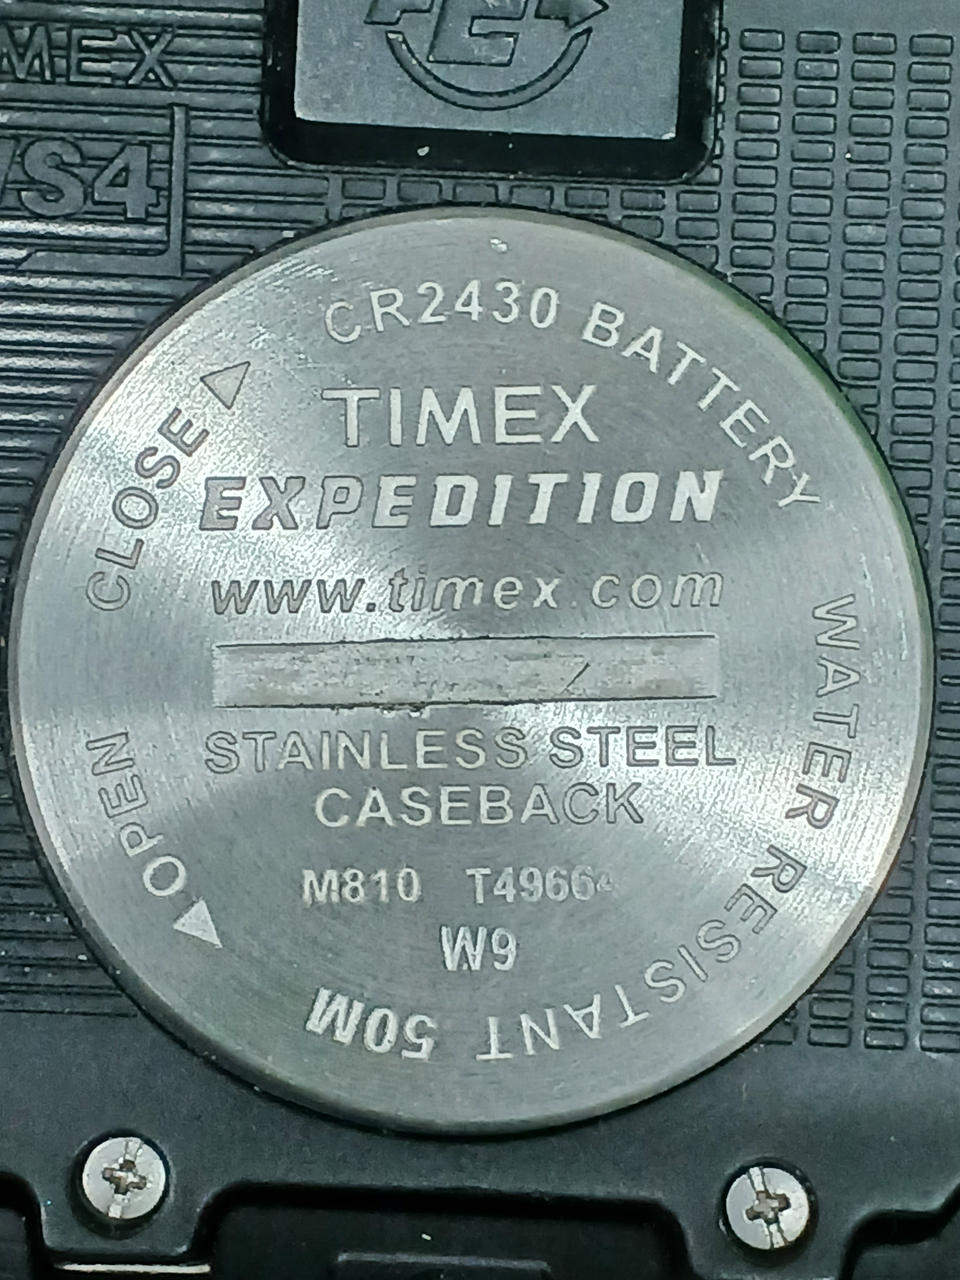 MEX
WS4
E
CR2430 BATTERY
TIMEX
EXPEDITION
www.timex.com
STAINLESS STEEL
CASEBACK
M810 T49664
W9
WATER RESISTANT 50M
CLOSE
OPEN